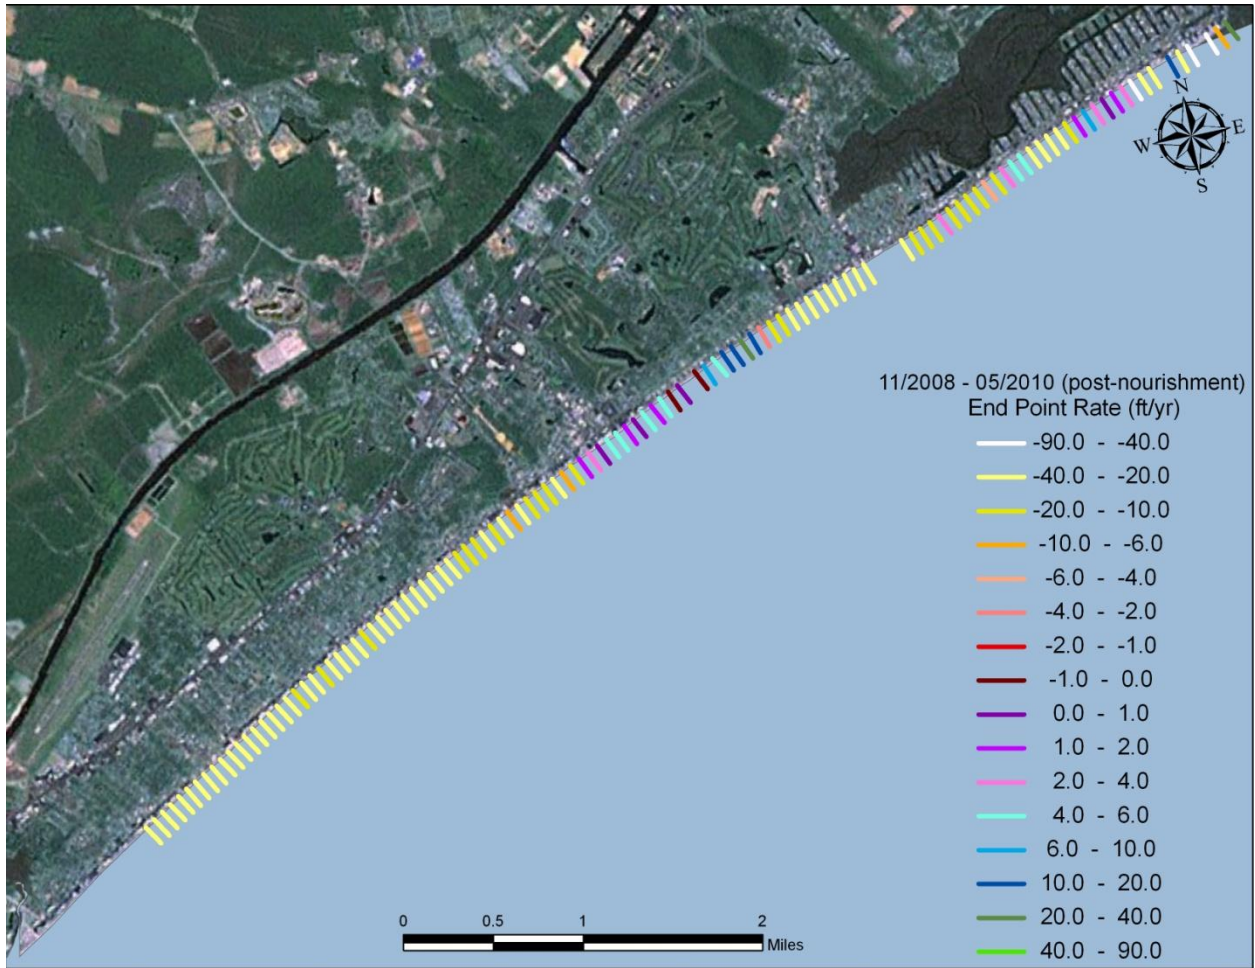 N
W E
S
11/2008 - 05/2010 (post-nourishment)
End Point Rate (ft/yr)
-90.0 - -40.0
-40.0 - -20.0
-20.0 - -10.0
-10.0 - -6.0
-6.0 - -4.0
-4.0 - -2.0
-2.0 - -1.0
-1.0 - 0.0
0.0 - 1.0
1.0 - 2.0
2.0 - 4.0
4.0 - 6.0
6.0 - 10.0
10.0 - 20.0
20.0 - 40.0
40.0 - 90.0
0 0.5 1 2
Miles